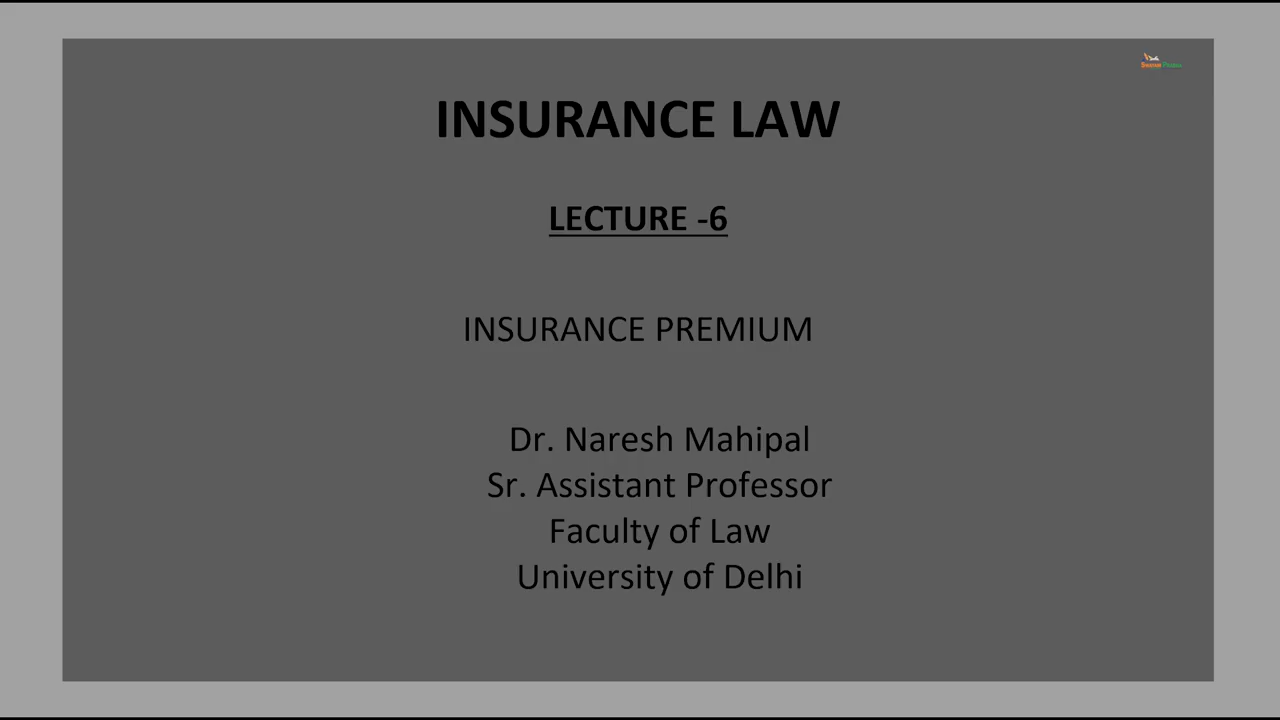 INSURANCE LAW
LECTURE -6
INSURANCE PREMIUM
Dr. Naresh Mahipal
Sr. Assistant Professor
Faculty of Law
University of Delhi